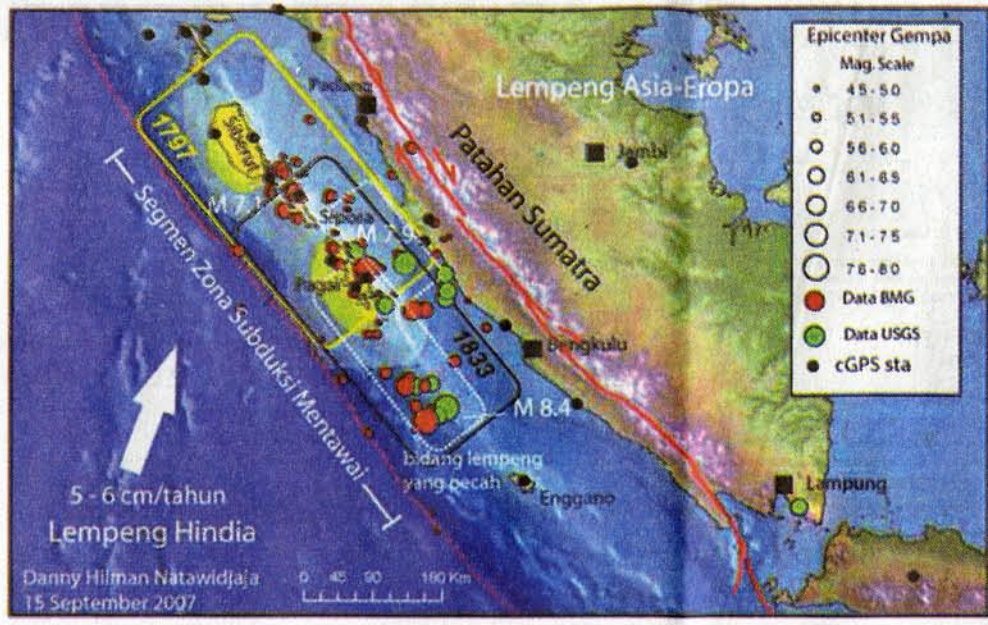 Epicenter Gempa
Mag. Scale
45-50
51-55
56-60
61-65
66-70
71-75
76-80
Data BMG
Data USGS
cGPS sta
Lempeng Asia-Eropa
Padang
Jambi
Patahan Sumatra
1797
Siberut
M 7.1
Sipora
M 7.9
Pagai
1833
Bengkulu
M 8.4
Segmen Zona Subduksi Mentawai
bidang lempeng
yang pecah
Enggano
Lampung
5 - 6 cm/tahun
Lempeng Hindia
Danny Hilman Natawidjaja
15 September 2007
0 45 90 180 Km